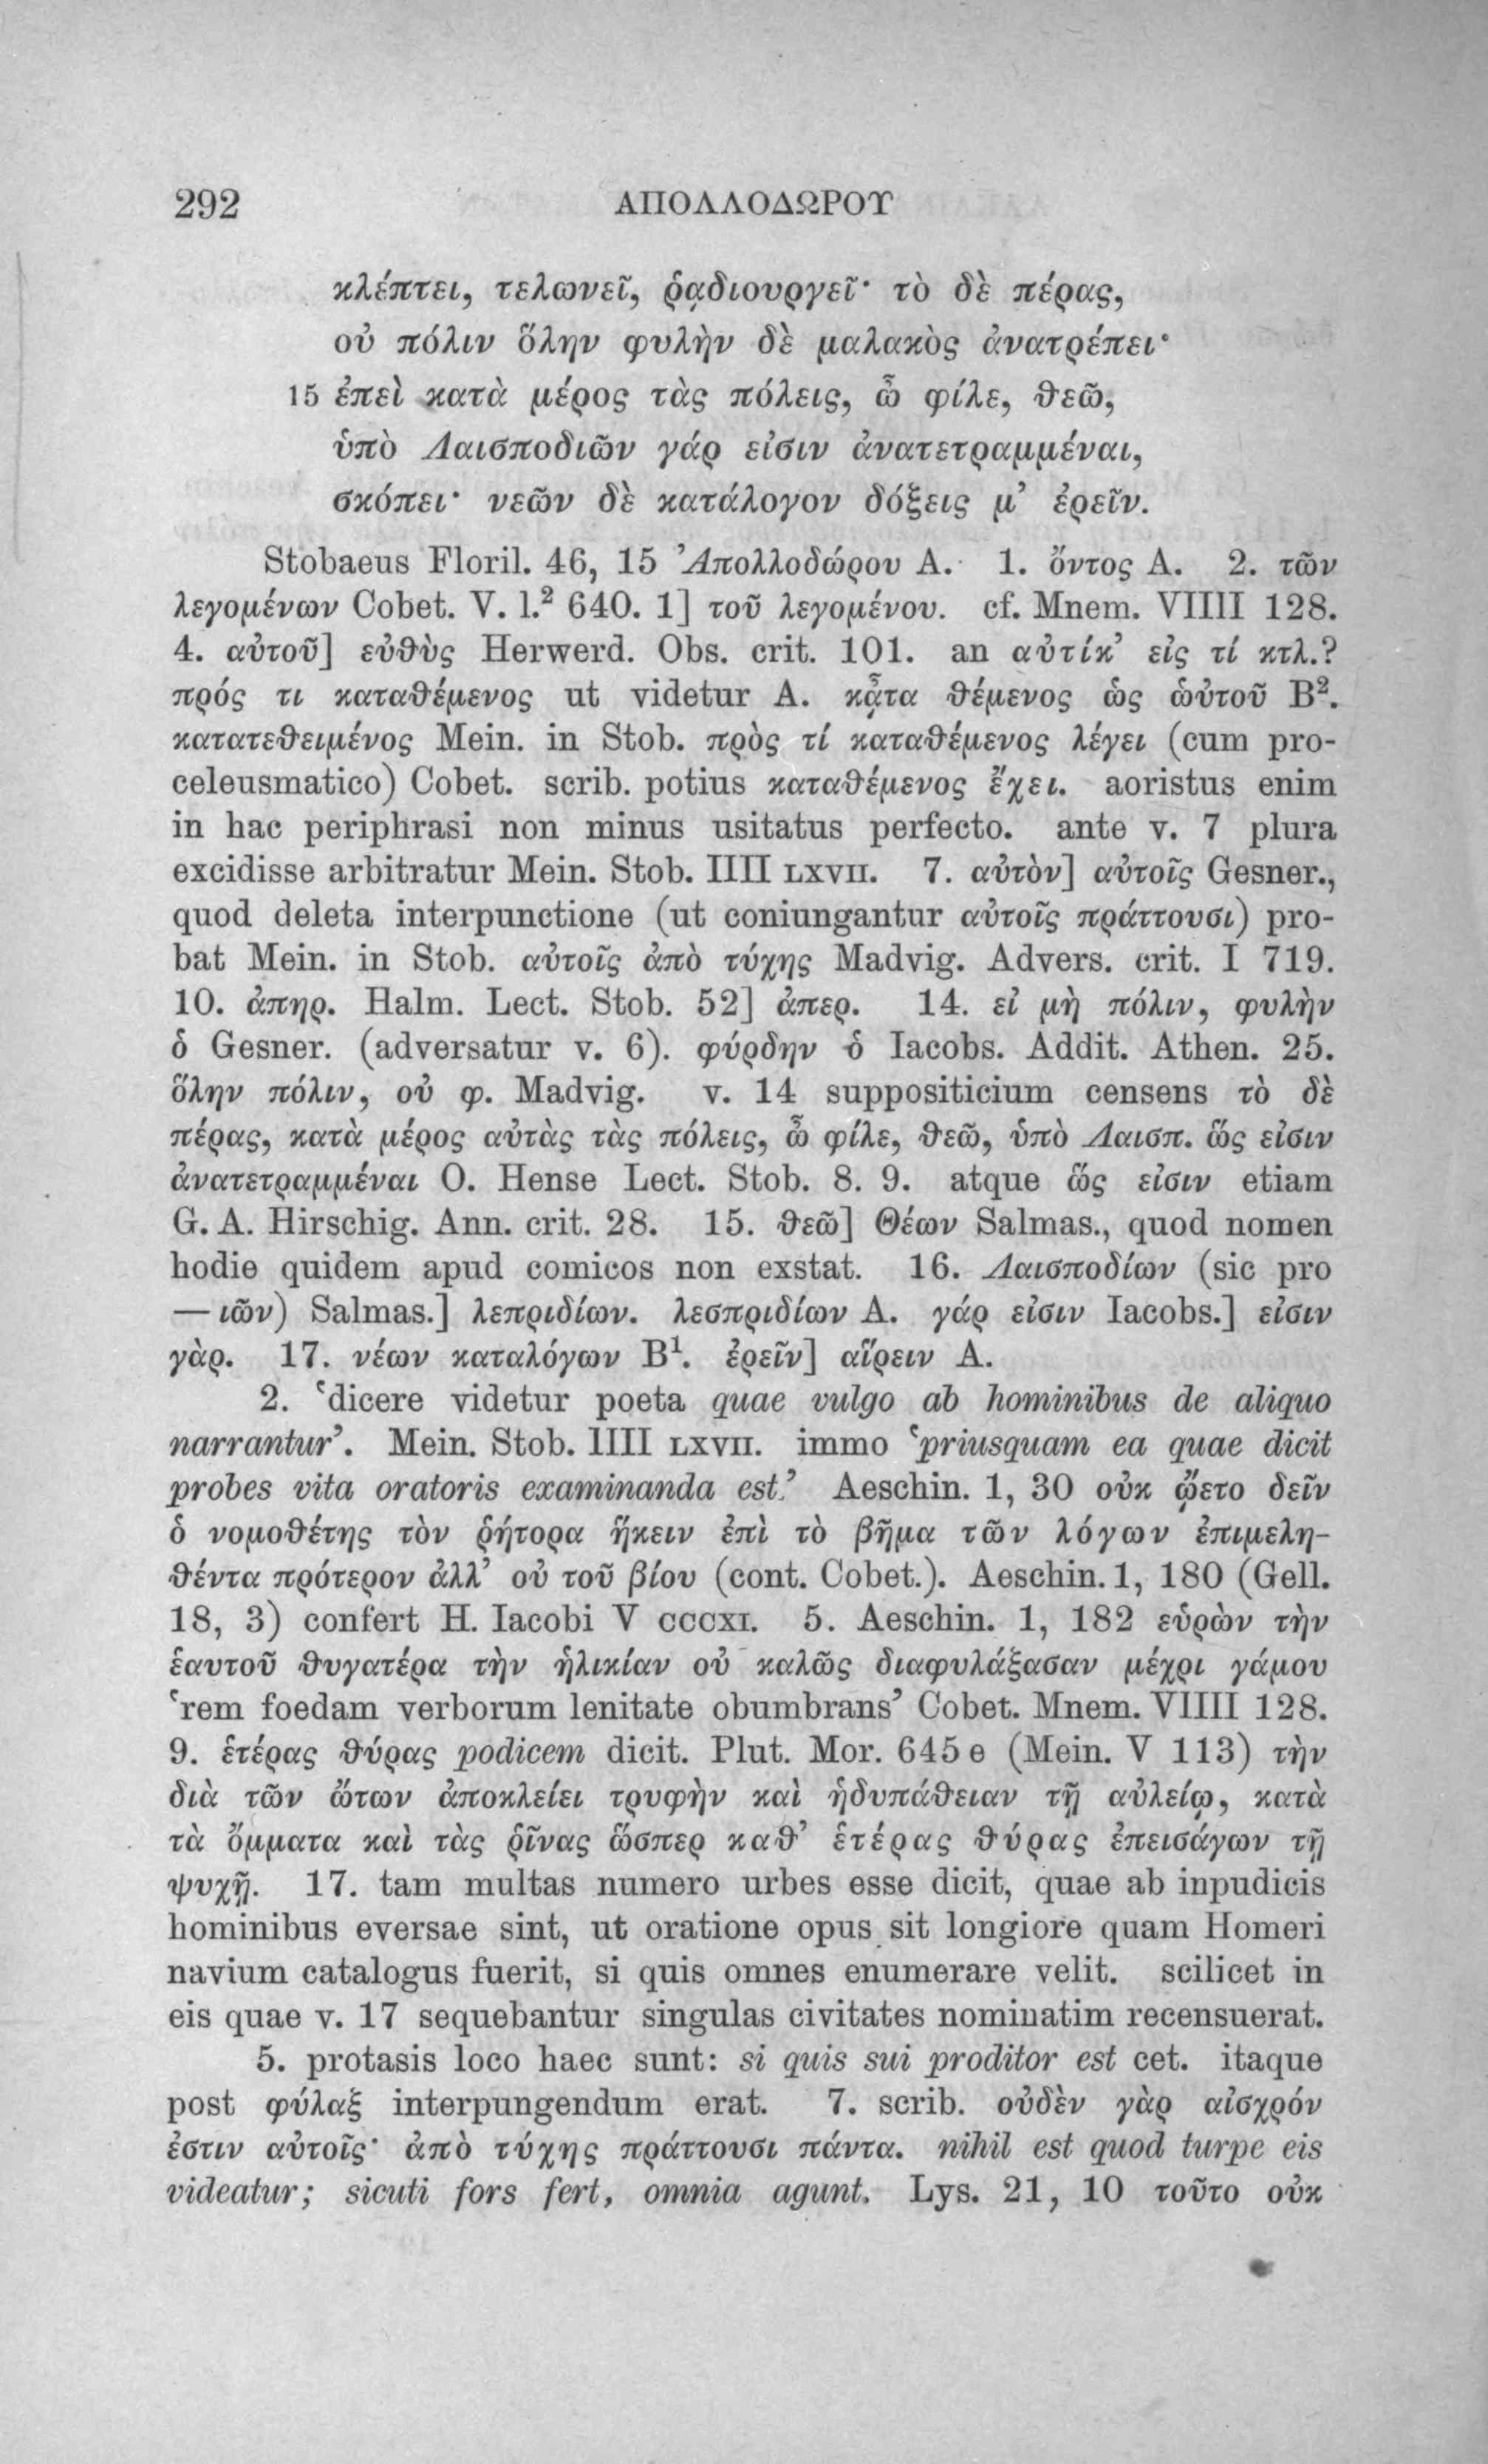 292 ΑΠΟΛΛΟΔΩΡΟΥ
κλέπτει, τελωνεῖ, ῥᾳδιουργεῖ· τὸ δὲ πέρας,
οὐ πόλιν ὅλην φυλὴν δὲ μαλακὸς ἀνατρέπει·
15 ἐπεὶ κατὰ μέρος τὰς πόλεις, ὦ φίλε, θεῶ,
ὑπὸ Λαισποδιῶν γάρ εἰσιν ἀνατετραμμέναι,
σκόπει· νεῶν δὲ κατάλογον δόξεις μ’ ἐρεῖν.
Stobaeus Floril. 46, 15 Ἀπολλοδώρου A. 1. ὄντος A. 2. τῶν
λεγομένων Cobet. V. l.² 640. 1] τοῦ λεγομένου. cf. Mnem. VIIII 128.
4. αὐτοῦ] εὐθὺς Herwerd. Obs. crit. 101. an αὐτίκ’ εἰς τί κτλ.?
πρός τι καταθέμενος ut videtur A. κᾆτα θέμενος ὡς ὡύτοῦ B².
κατατεθειμένος Mein. in Stob. πρὸς τί καταθέμενος λέγει (cum pro-
celeusmatico) Cobet. scrib. potius καταθέμενος ἔχει. aoristus enim
in hac periphrasi non minus usitatus perfecto. ante v. 7 plura
excidisse arbitratur Mein. Stob. IIII LXVII. 7. αὐτὸν] αὐτοῖς Gesner.,
quod deleta interpunctione (ut coniungantur αὐτοῖς πράττουσι) pro-
bat Mein. in Stob. αὐτοῖς ἀπὸ τύχης Madvig. Advers. crit. I 719.
10. ἀπηρ. Halm. Lect. Stob. 52] ἀπερ. 14. εἰ μὴ πόλιν, φυλὴν
ὁ Gesner. (adversatur v. 6). φύρδην ὁ Iacobs. Addit. Athen. 25.
ὅλην πόλιν, οὐ φ. Madvig. v. 14 suppositicium censens τὸ δὲ
πέρας, κατὰ μέρος αὐτὰς τὰς πόλεις, ὦ φίλε, θεῶ, ὑπὸ Λαισπ. ὥς εἰσιν
ἀνατετραμμέναι O. Hense Lect. Stob. 8. 9. atque ὥς εἰσιν etiam
G. A. Hirschig. Ann. crit. 28. 15. θεῶ] Θέων Salmas., quod nomen
hodie quidem apud comicos non exstat. 16. Λαισποδίων (sic pro
— ιῶν) Salmas.] λεπριδίων. λεσπριδίων A. γάρ εἰσιν Iacobs.] εἰσιν
γὰρ. 17. νέων καταλόγων B¹. ἐρεῖν] αἴρειν A.
2. ‘dicere videtur poeta quae vulgo ab hominibus de aliquo
narrantur’. Mein. Stob. IIII LXVII. immo ‘priusquam ea quae dicit
probes vita oratoris examinanda est.’ Aeschin. 1, 30 οὐκ ᾤετο δεῖν
ὁ νομοθέτης τὸν ῥήτορα ἥκειν ἐπὶ τὸ βῆμα τῶν λόγων ἐπιμελη-
θέντα πρότερον ἀλλ’ οὐ τοῦ βίου (cont. Cobet.). Aeschin. 1, 180 (Gell.
18, 3) confert H. Iacobi V CCCXI. 5. Aeschin. 1, 182 εὑρὼν τὴν
ἑαυτοῦ θυγατέρα τὴν ἡλικίαν οὐ καλῶς διαφυλάξασαν μέχρι γάμου
‘rem foedam verborum lenitate obumbrans’ Cobet. Mnem. VIIII 128.
9. ἑτέρας θύρας podicem dicit. Plut. Mor. 645 e (Mein. V 113) τὴν
διὰ τῶν ὤτων ἀποκλείει τρυφὴν καὶ ἡδυπάθειαν τῇ αὐλείῳ, κατὰ
τὰ ὄμματα καὶ τὰς ῥῖνας ὥσπερ καθ’ ἑτέρας θύρας ἐπεισάγων τῇ
ψυχῇ. 17. tam multas numero urbes esse dicit, quae ab inpudicis
hominibus eversae sint, ut oratione opus sit longiore quam Homeri
navium catalogus fuerit, si quis omnes enumerare velit. scilicet in
eis quae v. 17 sequebantur singulas civitates nominatim recensuerat.
5. protasis loco haec sunt: si quis sui proditor est cet. itaque
post φύλαξ interpungendum erat. 7. scrib. οὐδὲν γὰρ αἰσχρόν
ἐστιν αὐτοῖς· ἀπὸ τύχης πράττουσι πάντα. nihil est quod turpe eis
videatur; sicuti fors fert, omnia agunt. Lys. 21, 10 τοῦτο οὐκ